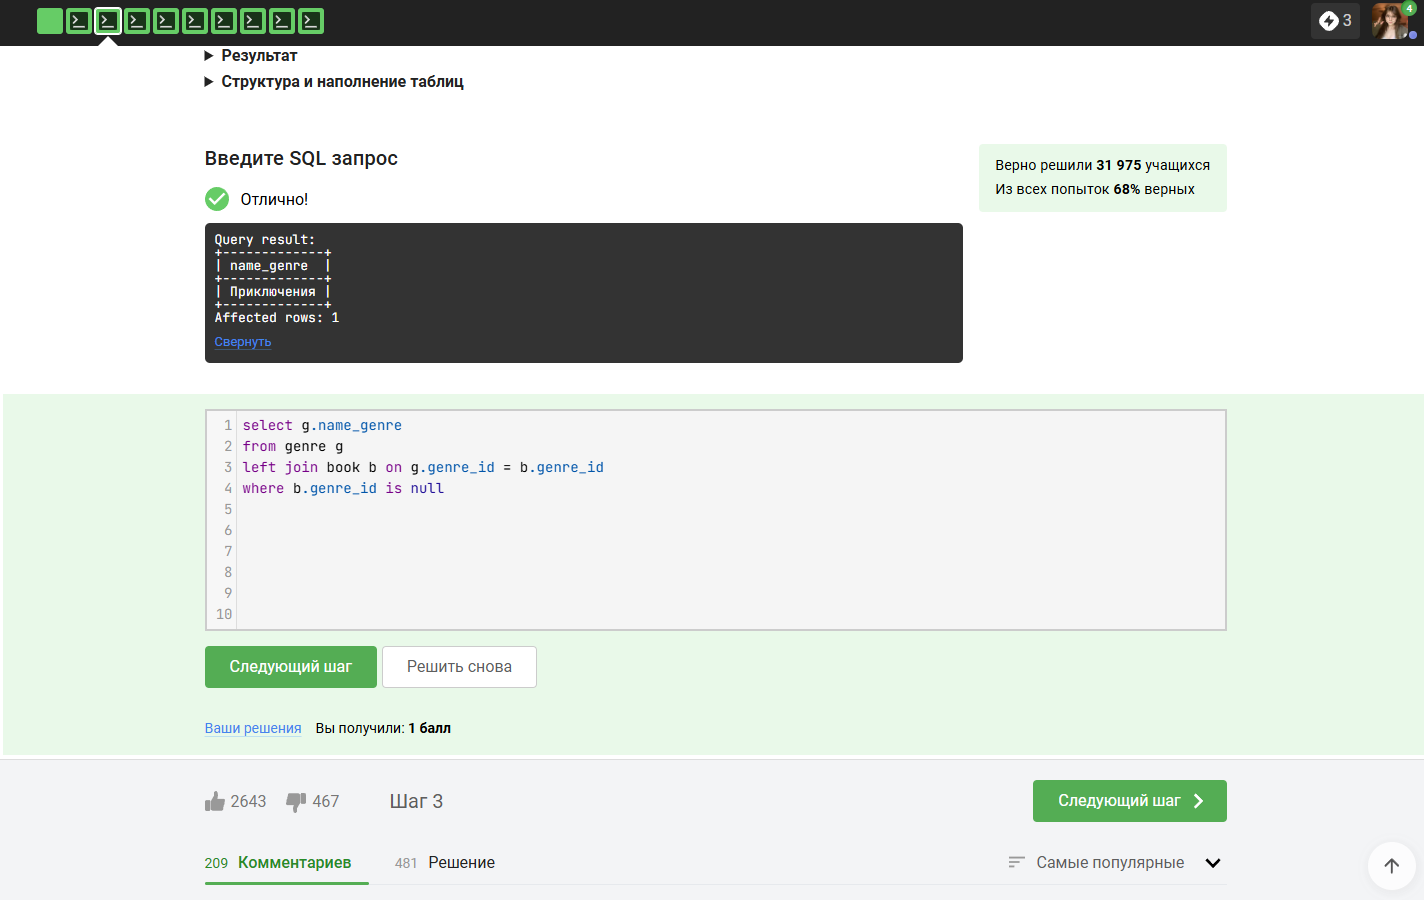 3
4
Результат
Структура и наполнение таблиц
Введите SQL запрос
Отлично!
Верно решили 31 975 учащихся
Из всех попыток 68% верных
Query result:
+-------------+
| name_genre  |
+-------------+
| Приключения |
+-------------+
Affected rows: 1
Свернуть
1 select g.name_genre
2 from genre g
3 left join book b on g.genre_id = b.genre_id
4 where b.genre_id is null
5
6
7
8
9
10
Следующий шаг Решить снова
Ваши решения Вы получили: 1 балл
2643 467 Шаг 3 Следующий шаг
209 Комментариев 481 Решение Самые популярные